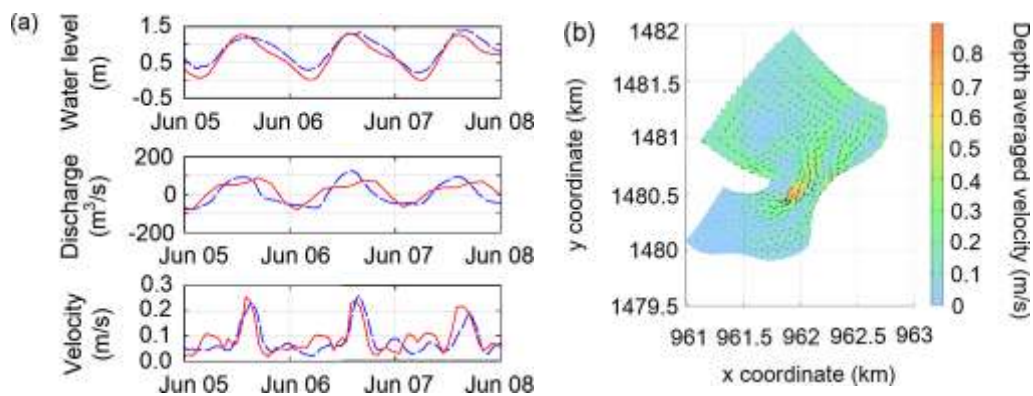 (a)
Water level
(m)
1.5
0.5
-0.5
Jun 05 Jun 06 Jun 07 Jun 08
Discharge
(m³/s)
200
0
-200
Jun 05 Jun 06 Jun 07 Jun 08
Velocity
(m/s)
0.3
0.2
0.1
0.0
Jun 05 Jun 06 Jun 07 Jun 08
(b)
y coordinate (km)
1482
1481.5
1481
1480.5
1480
1479.5
961 961.5 962 962.5 963
x coordinate (km)
0.8
0.7
0.6
0.5
0.4
0.3
0.2
0.1
0
Depth averaged velocity (m/s)